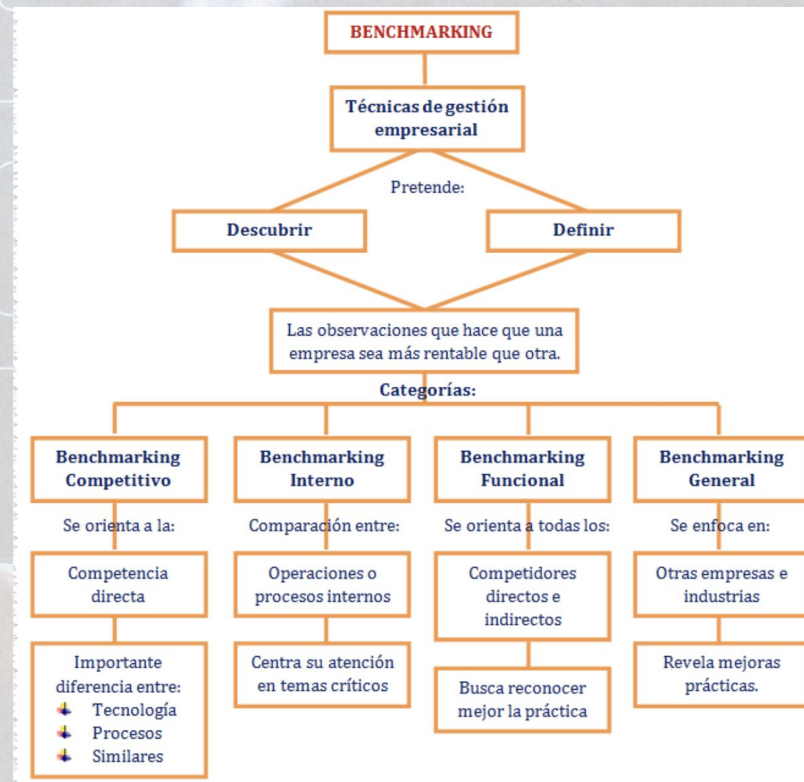 BENCHMARKING
Técnicas de gestión
empresarial
Pretende:
Descubrir
Definir
Las observaciones que hace que una
empresa sea más rentable que otra.
Categorías:
Benchmarking
Competitivo
Se orienta a la:
Competencia
directa
Importante
diferencia entre:
Tecnología
Procesos
Similares
Benchmarking
Interno
Comparación entre:
Operaciones o
procesos internos
Centra su atención
en temas críticos
Benchmarking
Funcional
Se orienta a todas los:
Competidores
directos e
indirectos
Busca reconocer
mejor la práctica
Benchmarking
General
Se enfoca en:
Otras empresas e
industrias
Revela mejoras
prácticas.